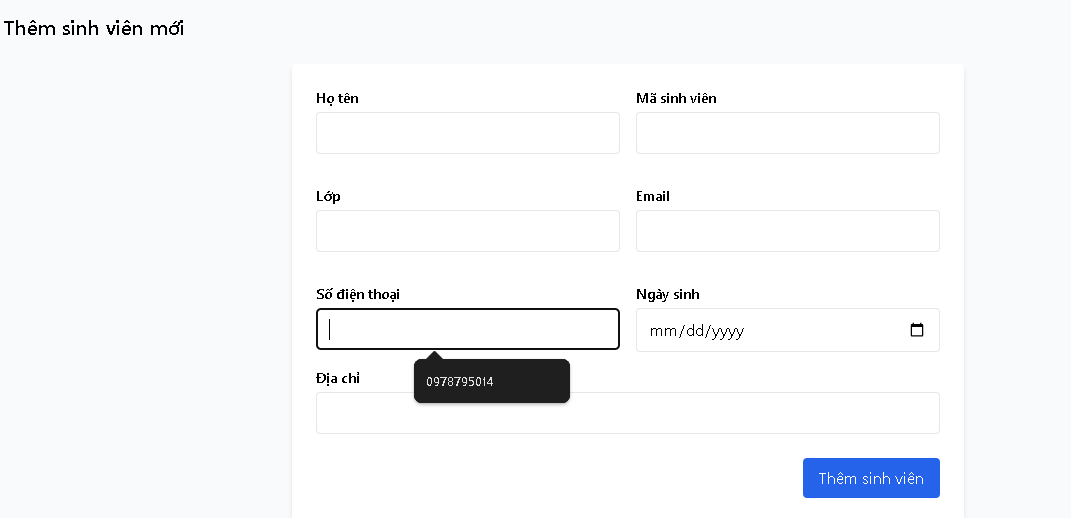 Thêm sinh viên mới
Họ tên
Mã sinh viên
Lớp
Email
Số điện thoại
Ngày sinh
mm/dd/yyyy
0978795014
Địa chỉ
Thêm sinh viên